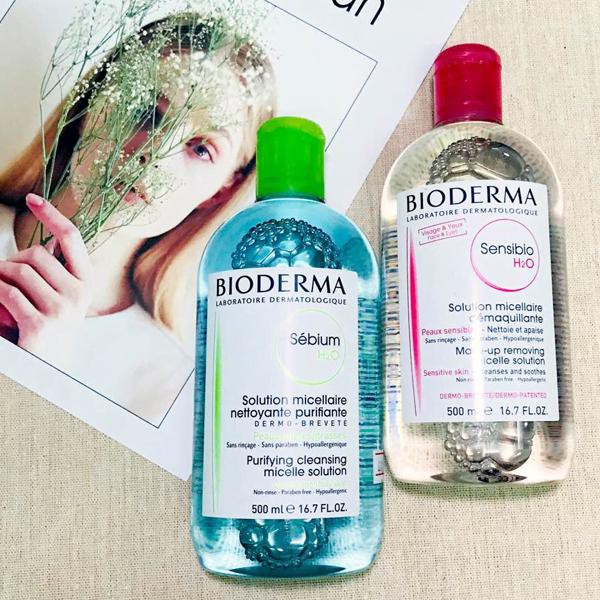 BIODERMA
LABORATOIRE DERMATOLOGIQUE
Sébium
H2O
Solution micellaire
nettoyante purifiante
DERMO-BREVETÉ
Sans rinçage - Sans paraben - Hypoallergénique
Purifying cleansing
micelle solution
Non-rinse - Paraben free - Hypoallergenic
500 ml e 16.7 FL.OZ.
BIODERMA
LABORATOIRE DERMATOLOGIQUE
Visage & Yeux
Face & Eyes
Sensibio
H2O
Solution micellaire
démaquillante
Peaux sensibles - Nettoie et apaise
Sans rinçage - Sans paraben - Hypoallergénique
Make-up removing
micelle solution
Sensitive skin - Cleanses and soothes
Non-rinse - Paraben free - Hypoallergenic
DERMO-BREVETÉ/DERMO-PATENTED
500 ml e 16.7 FL.OZ.